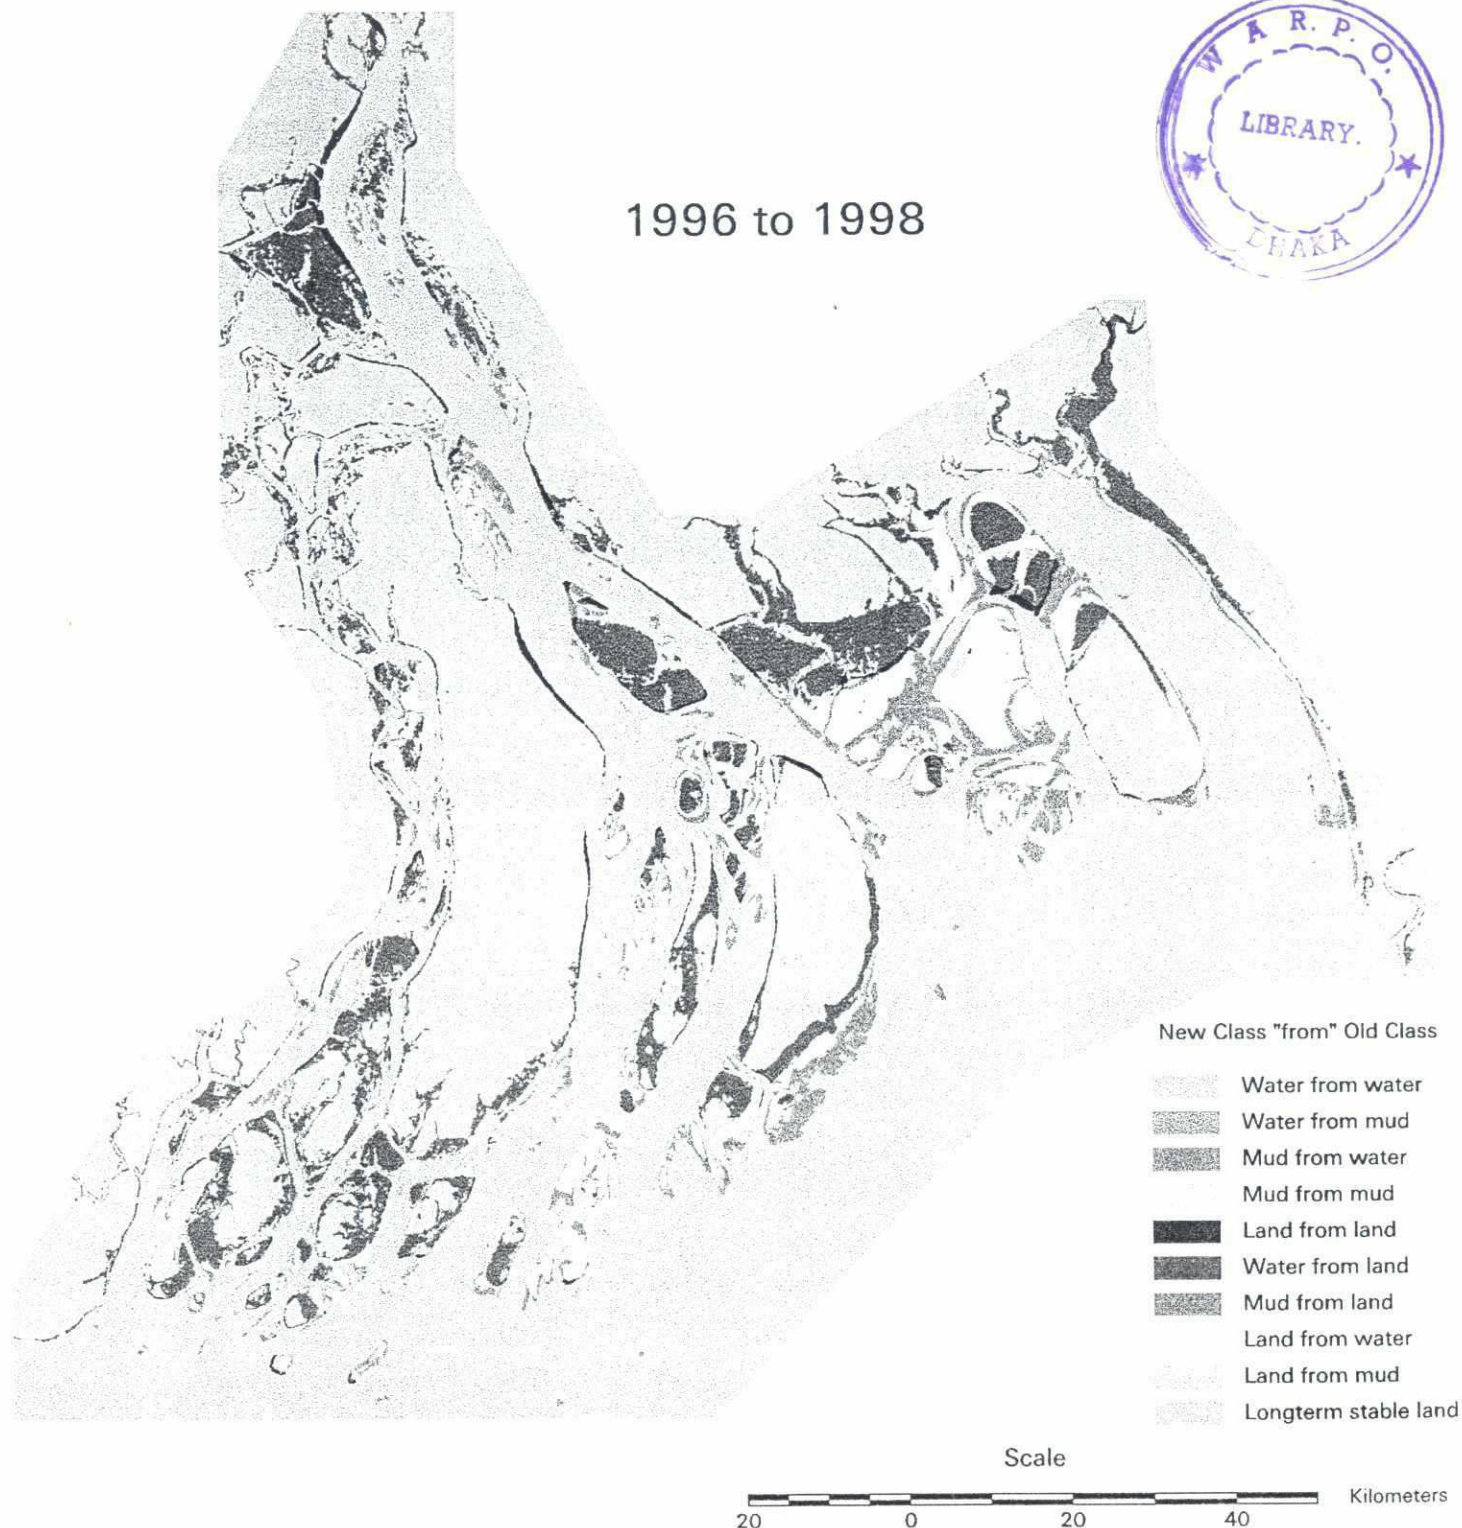 W A R. P. O.
LIBRARY.
DHAKA
1996 to 1998
New Class "from" Old Class
Water from water
Water from mud
Mud from water
Mud from mud
Land from land
Water from land
Mud from land
Land from water
Land from mud
Longterm stable land
Scale
Kilometers
20 0 20 40